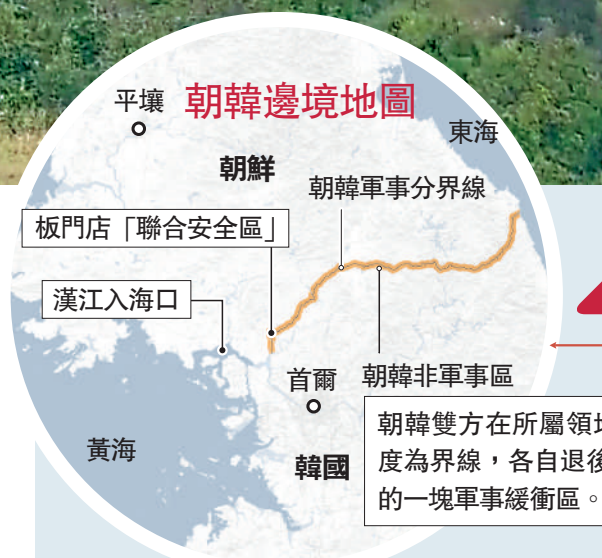 朝韓邊境地圖
平壤
東海
朝鮮
朝韓軍事分界線
板門店「聯合安全區」
漢江入海口
首爾
朝韓非軍事區
黃海
韓國
朝韓雙方在所屬領
度為界線，各自退後
的一塊軍事緩衝區。